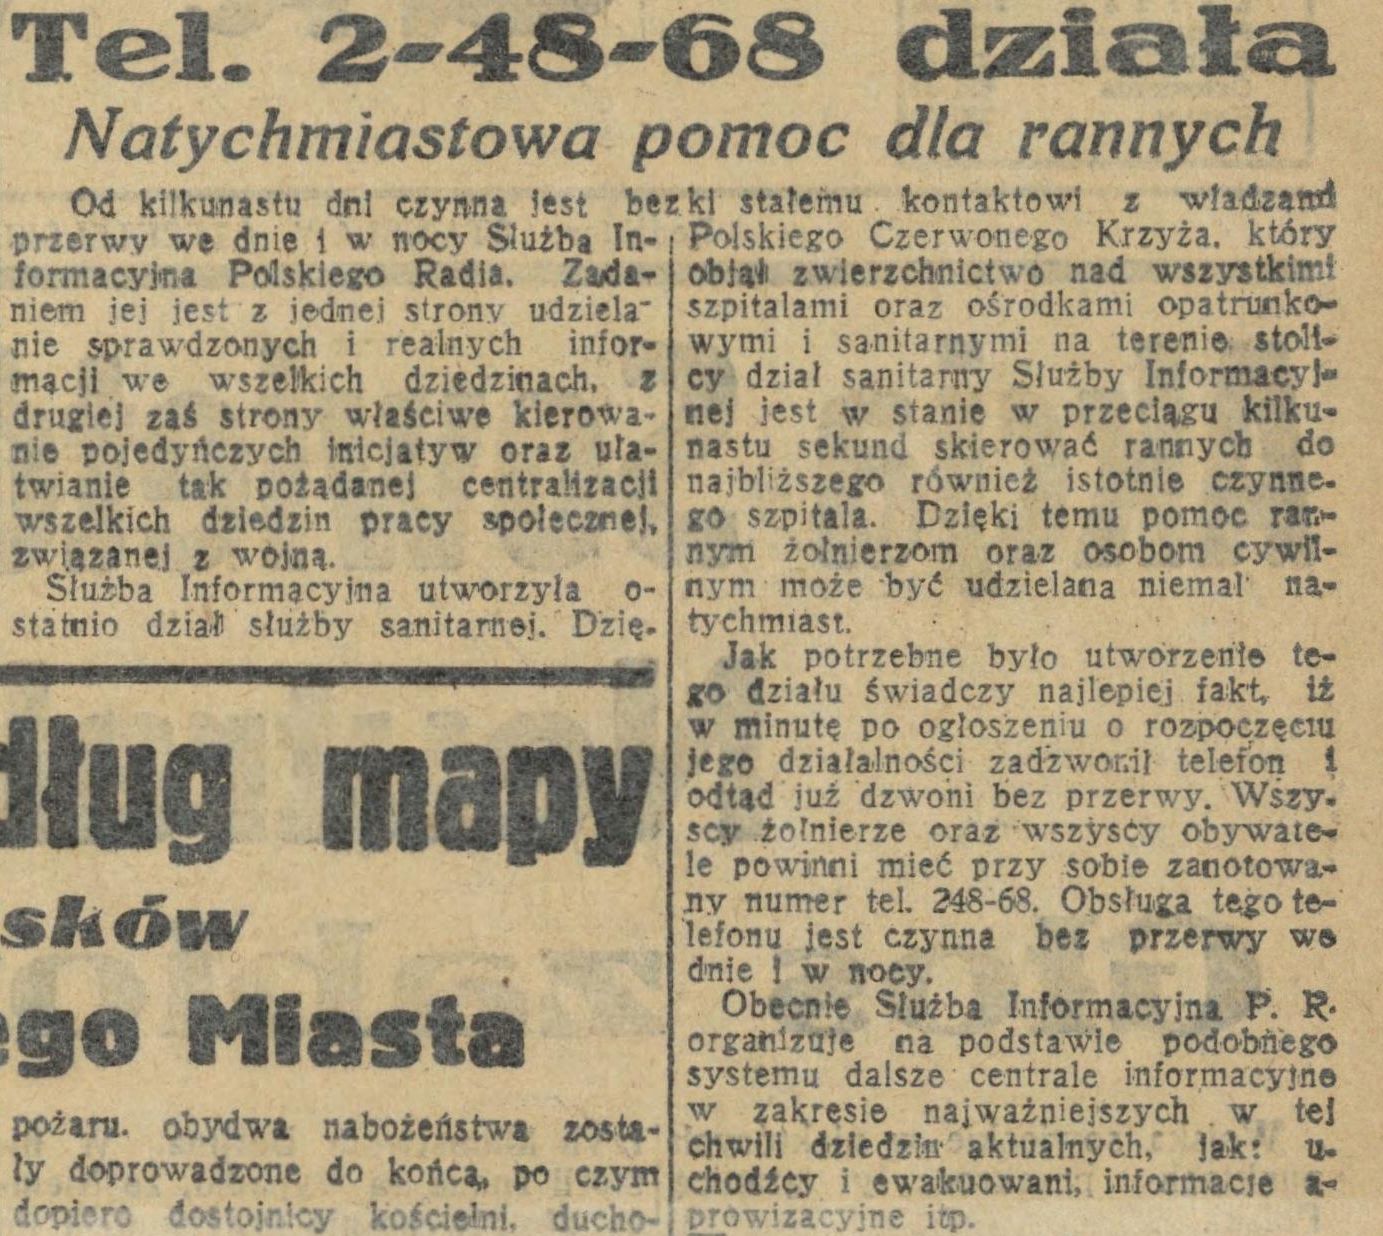 Tel. 2-48-68 działa
Natychmiastowa pomoc dla rannych
Od kilkunastu dni czynna jest bez
przerwy we dnie i w nocy Służba In-
formacyjna Polskiego Radia. Zada-
niem jej jest z jednej strony udziela-
nie sprawdzonych i realnych infor-
macji we wszelkich dziedzinach, z
drugiej zaś strony właściwe kierowa-
nie pojedyńczych inicjatyw oraz uła-
twianie tak pożądanej centralizacji
wszelkich dziedzin pracy społecznej,
związanej z wojną.
Służba Informacyjna utworzyła o-
statnio dział służby sanitarnej. Dzię-
ki stałemu kontaktowi z władzami
Polskiego Czerwonego Krzyża, który
objął zwierzchnictwo nad wszystkimi
szpitalami oraz ośrodkami opatrunko-
wymi i sanitarnymi na terenie stoli-
cy dział sanitarny Służby Informacyj-
nej jest w stanie w przeciągu kilku-
nastu sekund skierować rannych do
najbliższego również istotnie czynne-
go szpitala. Dzięki temu pomoc ran-
nym żołnierzom oraz osobom cywil-
nym może być udzielana niemal na-
tychmiast.
Jak potrzebne było utworzenie te-
go działu świadczy najlepiej fakt, iż
w minutę po ogłoszeniu o rozpoczęciu
jego działalności zadzwonił telefon i
odtąd już dzwoni bez przerwy. Wszy-
scy żołnierze oraz wszyscy obywate-
le powinni mieć przy sobie zanotowa-
ny numer tel. 248-68. Obsługa tego te-
lefonu jest czynna bez przerwy we
dnie i w nocy.
Obecnie Służba Informacyjna P. R.
organizuje na podstawie podobnego
systemu dalsze centrale informacyjne
w zakresie najważniejszych w tej
chwili dziedzin aktualnych, jak: u-
chodźcy i ewakuowani, informacje a-
prowizacyjne itp.
dług mapy
sków
ego Miasta
pożaru, obydwa nabożeństwa zosta-
ły doprowadzone do końca, po czym
dopiero dostojnicy kościelni, ducho-